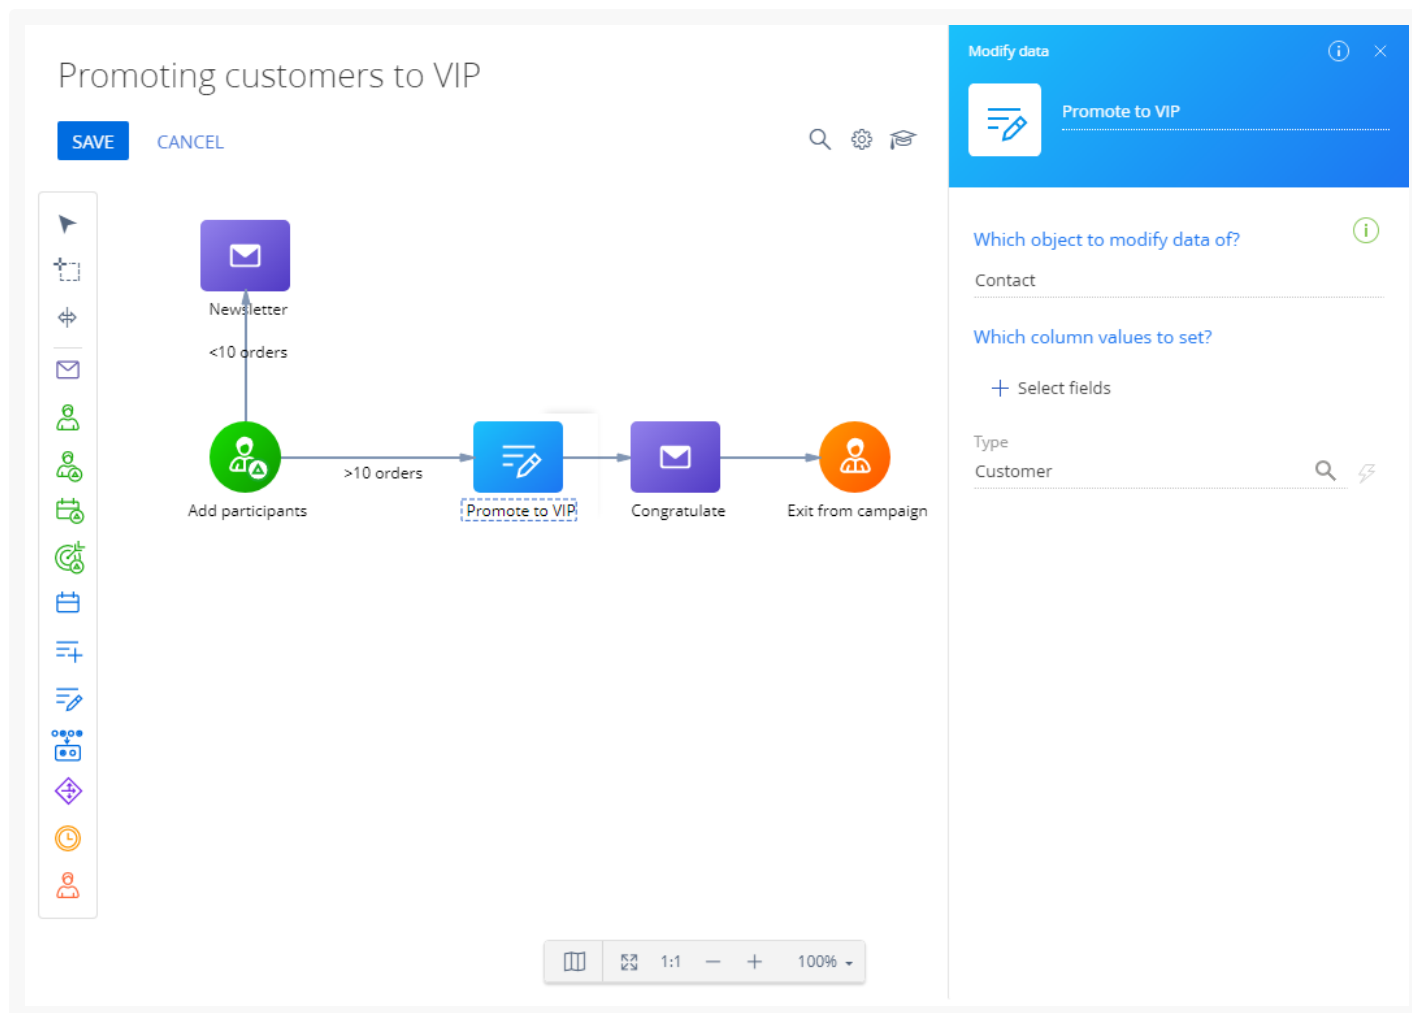 Promoting customers to VIP
SAVE
CANCEL
Newsletter
<10 orders
>10 orders
Add participants
Promote to VIP
Congratulate
Exit from campaign
1:1
100%
Modify data
Promote to VIP
Which object to modify data of?
Contact
Which column values to set?
Select fields
Type
Customer